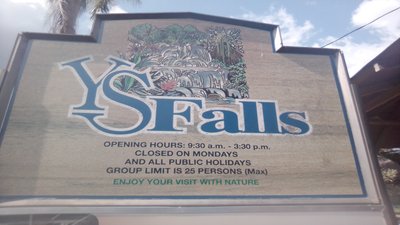 YS Falls
OPENING HOURS: 9:30 a.m. - 3:30 p.m.
CLOSED ON MONDAYS
AND ALL PUBLIC HOLIDAYS
GROUP LIMIT IS 25 PERSONS (Max)
ENJOY YOUR VISIT WITH NATURE